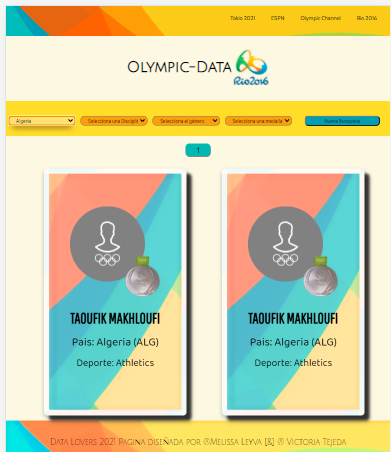 Tokio 2021 ESPN Olympic Channel Rio 2016
Olympic-Data
Rio2016
Algeria Selecciona una Disciplina Selecciona el género Selecciona una medalla Nueva Busqueda
1
TAOUFIK MAKHLOUFI TAOUFIK MAKHLOUFI
Pais: Algeria (ALG) Pais: Algeria (ALG)
Deporte: Athletics Deporte: Athletics
Data Lovers 2021 Pagina diseñada por @Melissa Leyva [&] @ Victoria Tejeda